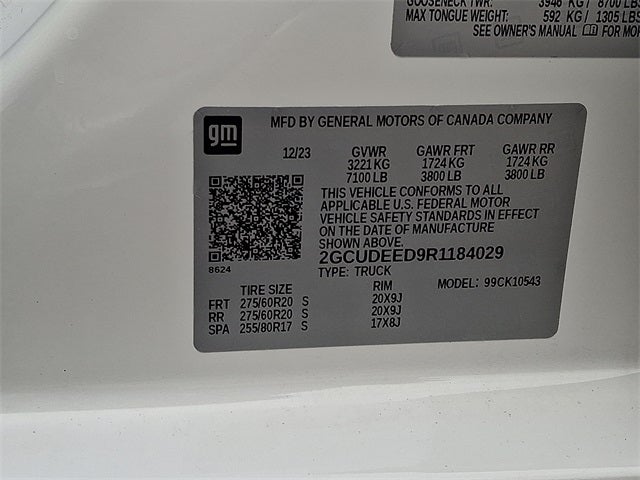 GOOSENECK TWR: 3946 KG / 8700 LBS
MAX TONGUE WEIGHT: 592 KG / 1305 LBS
SEE OWNER'S MANUAL FOR MOR
gm
MFD BY GENERAL MOTORS OF CANADA COMPANY
12/23 GVWR GAWR FRT GAWR RR
3221 KG 1724 KG 1724 KG
7100 LB 3800 LB 3800 LB
THIS VEHICLE CONFORMS TO ALL
APPLICABLE U.S. FEDERAL MOTOR
VEHICLE SAFETY STANDARDS IN EFFECT
ON THE DATE OF MANUFACTURE
SHOWN ABOVE.
2GCUDEED9R1184029
8624
TYPE: TRUCK
TIRE SIZE RIM MODEL: 99CK10543
FRT 275/60R20 S 20X9J
RR 275/60R20 S 20X9J
SPA 255/80R17 S 17X8J